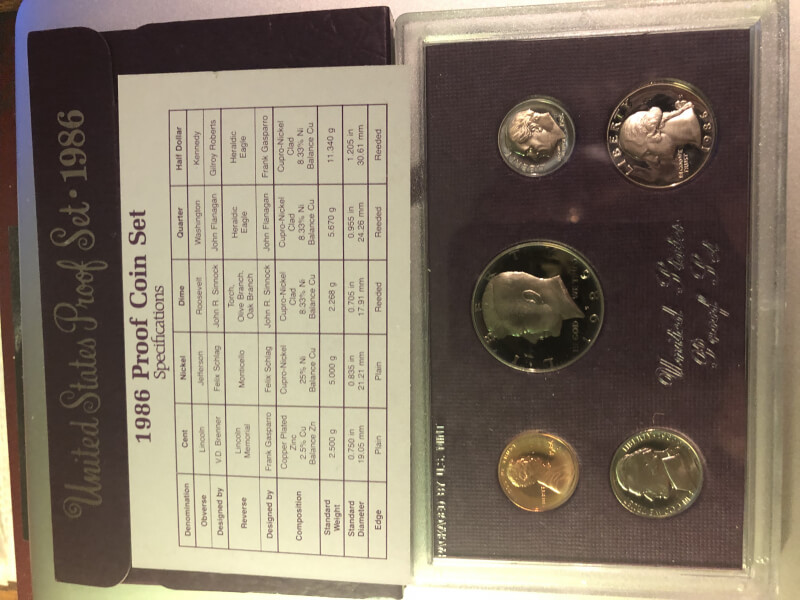 United States Proof Set • 1986
1986 Proof Coin Set
Specifications
Denomination Cent Nickel Dime Quarter Half Dollar
Obverse Lincoln Jefferson Roosevelt Washington Kennedy
Designed by V.D. Brenner Felix Schlag John R. Sinnock John Flanagan Gilroy Roberts
Reverse Lincoln Memorial Monticello Torch, Olive Branch, Oak Branch Heraldic Eagle Heraldic Eagle
Designed by Frank Gasparro Felix Schlag John R. Sinnock John Flanagan Frank Gasparro
Composition Copper Plated Zinc 2.5% Cu Balance Zn Cupro-Nickel 25% Ni Balance Cu Cupro-Nickel Clad 8.33% Ni Balance Cu Cupro-Nickel Clad 8.33% Ni Balance Cu Cupro-Nickel Clad 8.33% Ni Balance Cu
Standard Weight 2.500 g 5.000 g 2.268 g 5.670 g 11.340 g
Standard Diameter 0.750 in 19.05 mm 0.835 in 21.21 mm 0.705 in 17.91 mm 0.955 in 24.26 mm 1.205 in 30.61 mm
Edge Plain Plain Reeded Reeded Reeded
PACKAGED BY U.S. MINT
LIBERTY
IN GOD WE
TRUST
1986
1986
United States
Proof Set